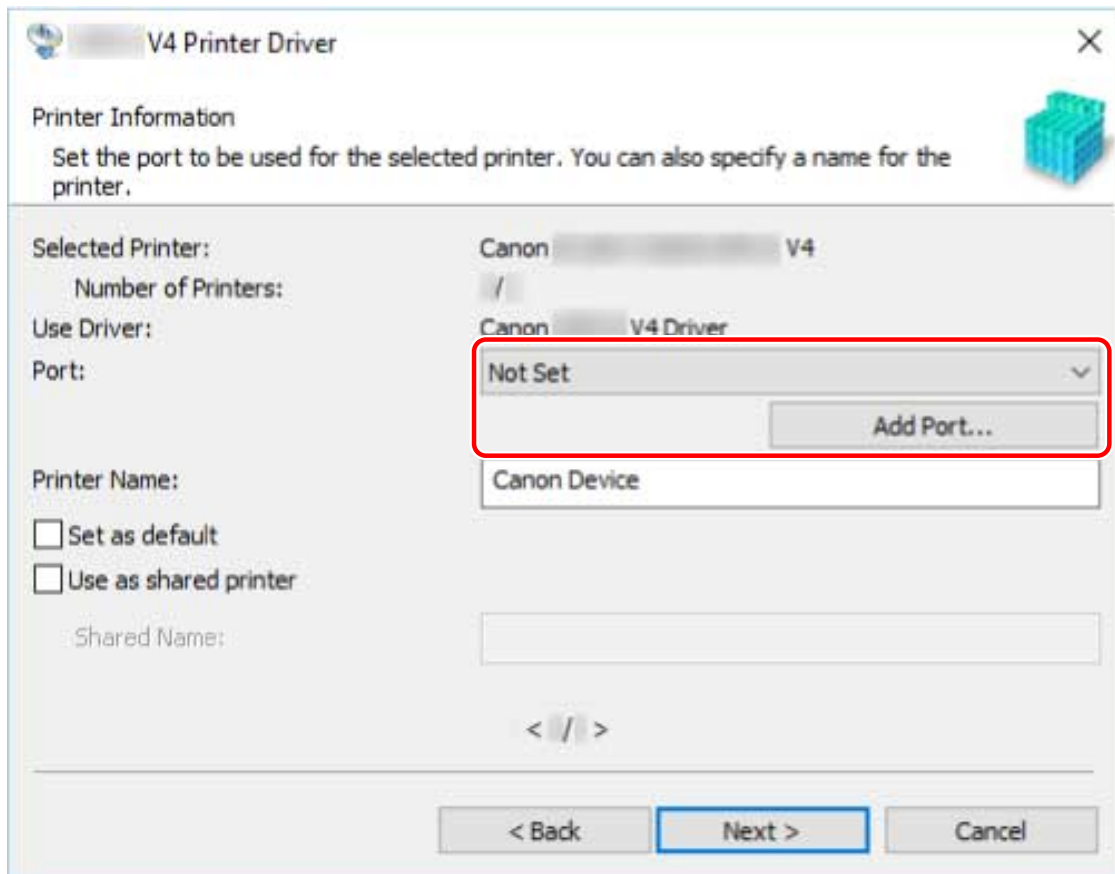 V4 Printer Driver
Printer Information
Set the port to be used for the selected printer. You can also specify a name for the
printer.
Selected Printer: Canon V4
Number of Printers: /
Use Driver: Canon V4 Driver
Port: Not Set
Add Port...
Printer Name: Canon Device
Set as default
Use as shared printer
Shared Name:
< / >
< Back Next > Cancel